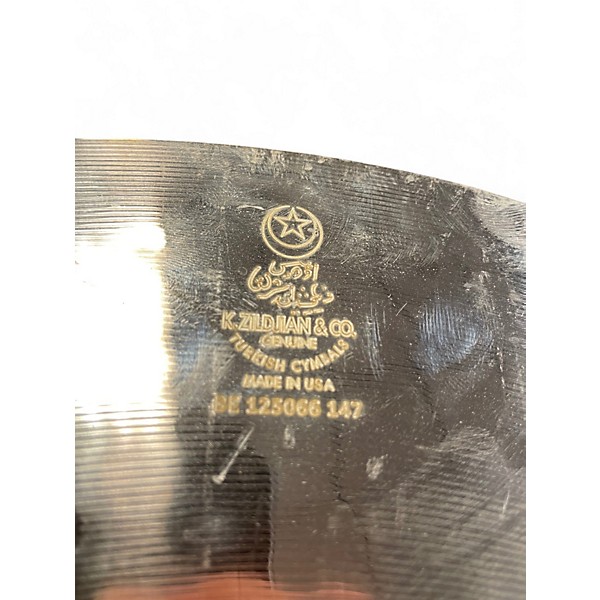 K. ZILDJIAN & CO.
GENUINE
TURKISH CYMBALS
MADE IN USA
125066 147